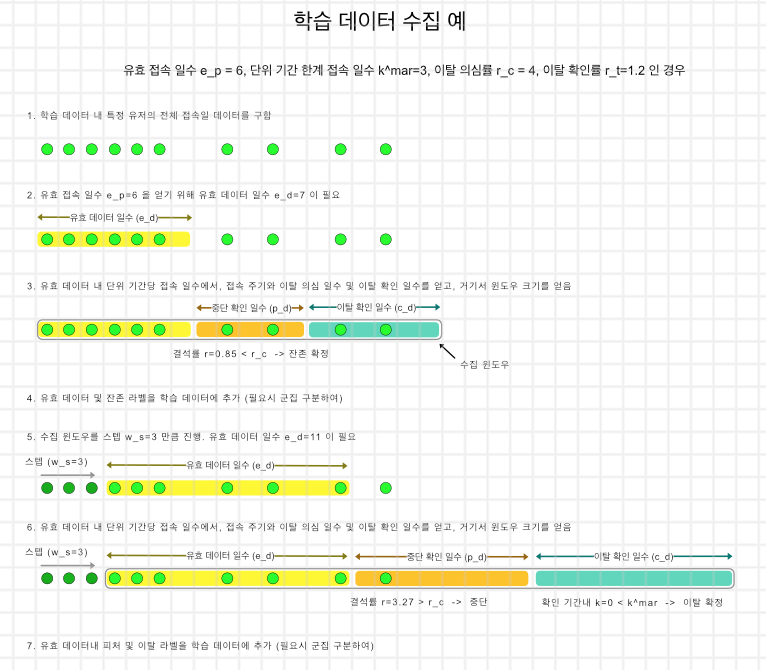 학습 데이터 수집 예
유효 접속 일수 e_p = 6, 단위 기간 한계 접속 일수 k^mar=3, 이탈 의심률 r_c = 4, 이탈 확인률 r_t=1.2 인 경우
1. 학습 데이터 내 특정 유저의 전체 접속일 데이터를 구함
2. 유효 접속 일수 e_p=6 을 얻기 위해 유효 데이터 일수 e_d=7 이 필요
유효 데이터 일수 (e_d)
3. 유효 데이터 내 단위 기간당 접속 일수에서, 접속 주기와 이탈 의심 일수 및 이탈 확인 일수를 얻고, 거기서 윈도우 크기를 얻음
중단 확인 일수 (p_d) 이탈 확인 일수 (c_d)
결석률 r=0.85 < r_c -> 잔존 확정
수집 윈도우
4. 유효 데이터 및 잔존 라벨을 학습 데이터에 추가 (필요시 군집 구분하여)
5. 수집 윈도우를 스텝 w_s=3 만큼 진행. 유효 데이터 일수 e_d=11 이 필요
스텝 (w_s=3) 유효 데이터 일수 (e_d)
6. 유효 데이터 내 단위 기간당 접속 일수에서, 접속 주기와 이탈 의심 일수 및 이탈 확인 일수를 얻고, 거기서 윈도우 크기를 얻음
스텝 (w_s=3) 유효 데이터 일수 (e_d) 중단 확인 일수 (p_d) 이탈 확인 일수 (c_d)
결석률 r=3.27 > r_c -> 중단 확인 기간내 k=0 < k^mar -> 이탈 확정
7. 유효 데이터내 피처 및 이탈 라벨을 학습 데이터에 추가 (필요시 군집 구분하여)